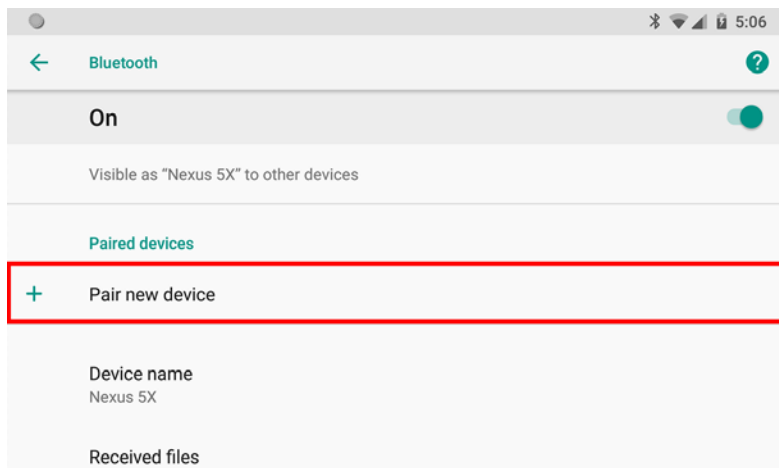 5:06
Bluetooth
?
On
Visible as “Nexus 5X” to other devices
Paired devices
+ Pair new device
Device name
Nexus 5X
Received files